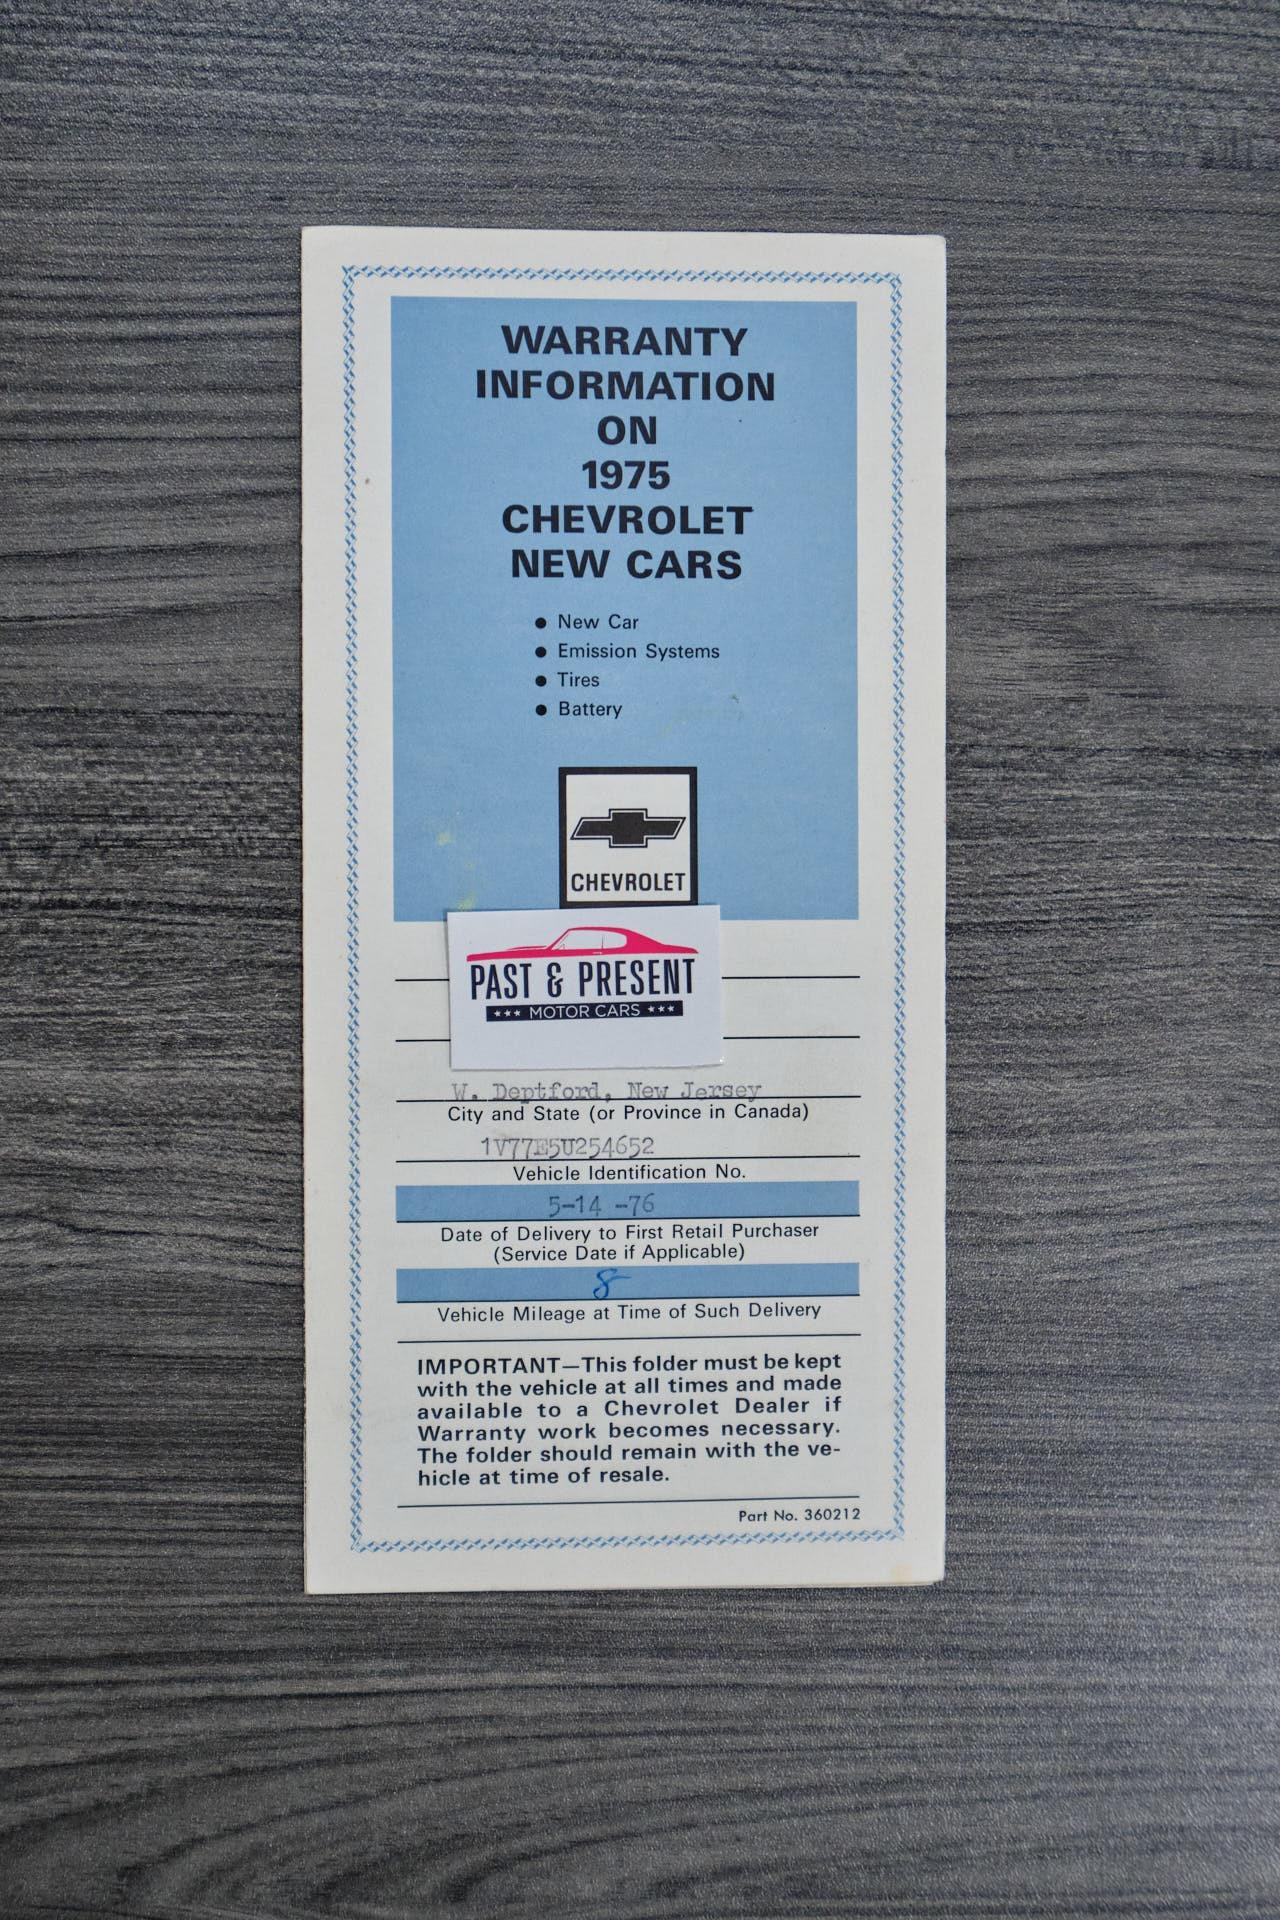 WARRANTY
INFORMATION
ON
1975
CHEVROLET
NEW CARS
● New Car
● Emission Systems
● Tires
● Battery
CHEVROLET
PAST & PRESENT
★★★ MOTOR CARS ★★★
W. Deptford, New Jersey
City and State (or Province in Canada)
1V77E5U254652
Vehicle Identification No.
5-14 -76
Date of Delivery to First Retail Purchaser
(Service Date if Applicable)
8
Vehicle Mileage at Time of Such Delivery
IMPORTANT—This folder must be kept
with the vehicle at all times and made
available to a Chevrolet Dealer if
Warranty work becomes necessary.
The folder should remain with the ve-
hicle at time of resale.
Part No. 360212